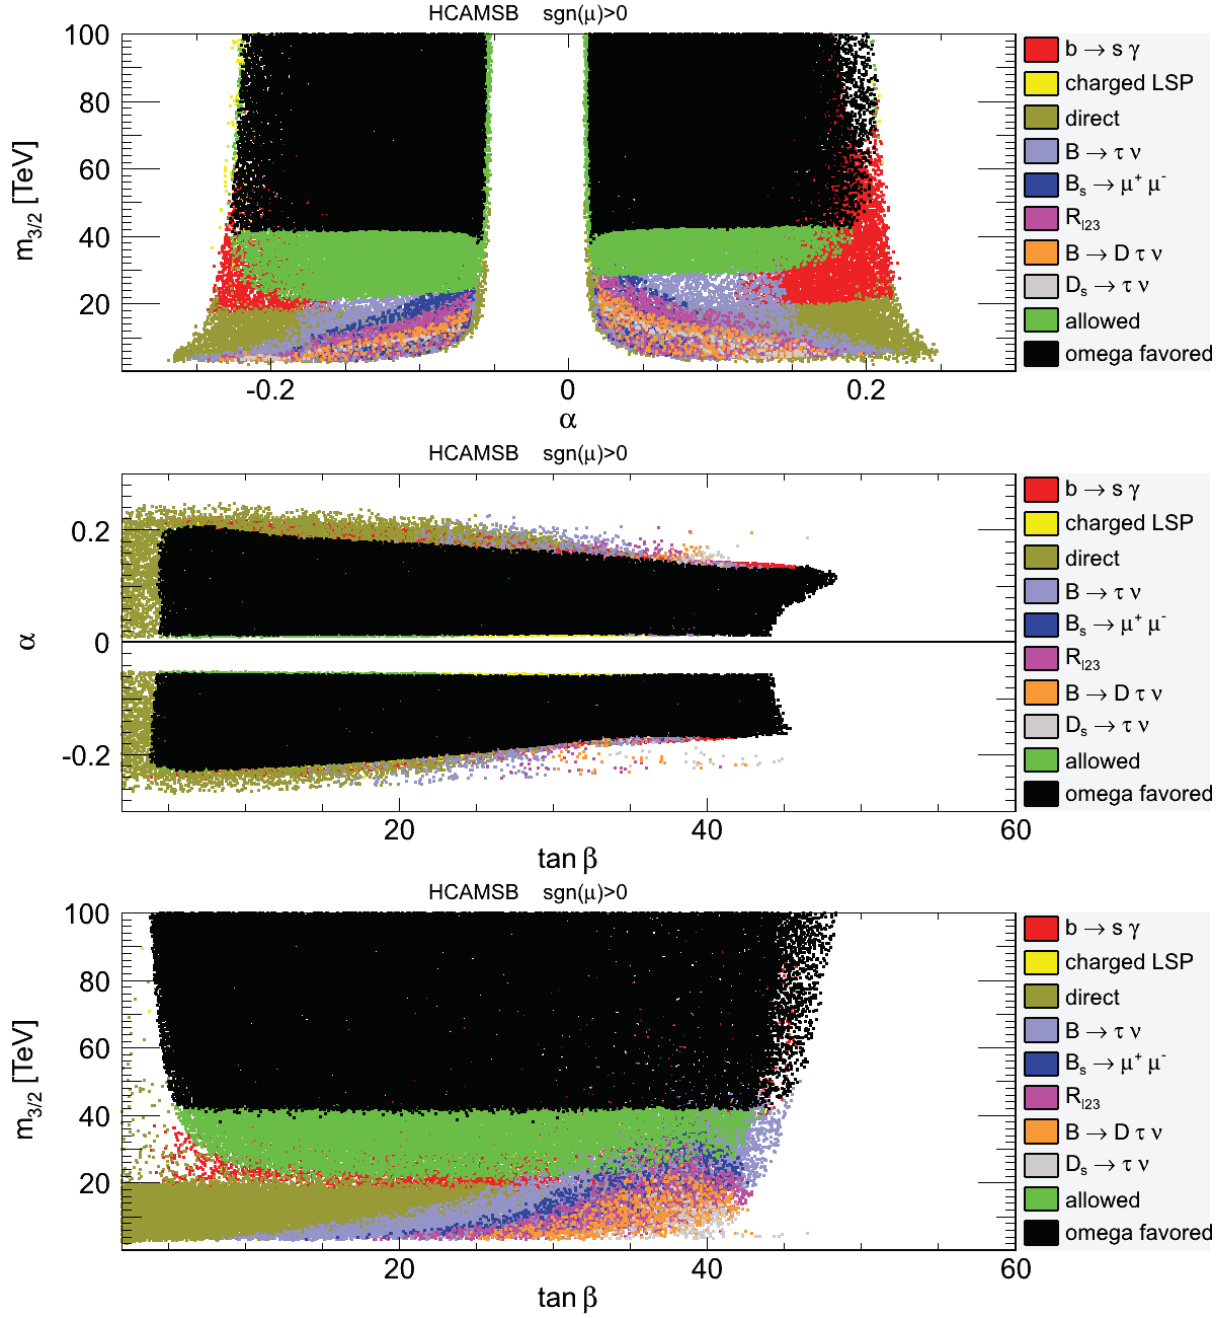 HCAMSB sgn(μ)>0
m3/2 [TeV]
100
80
60
40
20
-0.2
0
0.2
α
b → s γ
charged LSP
direct
B → τ ν
Bs → μ+ μ-
Rl23
B → D τ ν
Ds → τ ν
allowed
omega favored
HCAMSB sgn(μ)>0
α
0.2
0
-0.2
20
40
60
tan β
b → s γ
charged LSP
direct
B → τ ν
Bs → μ+ μ-
Rl23
B → D τ ν
Ds → τ ν
allowed
omega favored
HCAMSB sgn(μ)>0
m3/2 [TeV]
100
80
60
40
20
20
40
60
tan β
b → s γ
charged LSP
direct
B → τ ν
Bs → μ+ μ-
Rl23
B → D τ ν
Ds → τ ν
allowed
omega favored